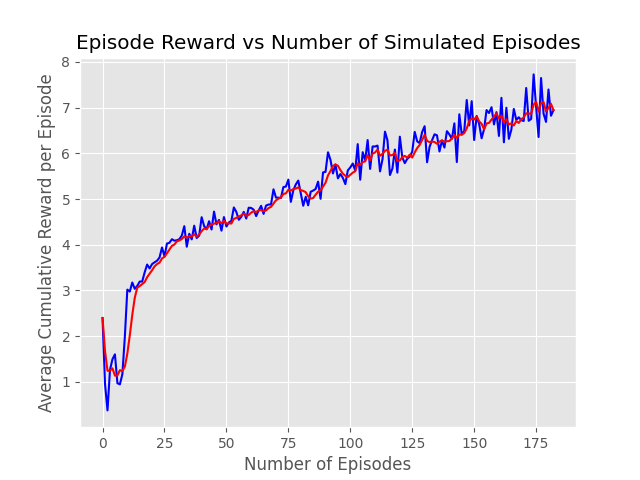 Episode Reward vs Number of Simulated Episodes
8
7
6
5
4
3
2
1
Average Cumulative Reward per Episode
0 25 50 75 100 125 150 175
Number of Episodes